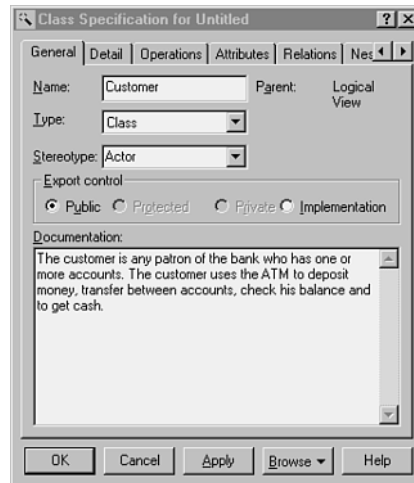 Class Specification for Untitled
General Detail Operations Attributes Relations Nes
Name: Customer Parent: Logical
View
Type: Class
Stereotype: Actor
Export control
Public Protected Private Implementation
Documentation:
The customer is any patron of the bank who has one or
more accounts. The customer uses the ATM to deposit
money, transfer between accounts, check his balance and
to get cash.
OK Cancel Apply Browse Help